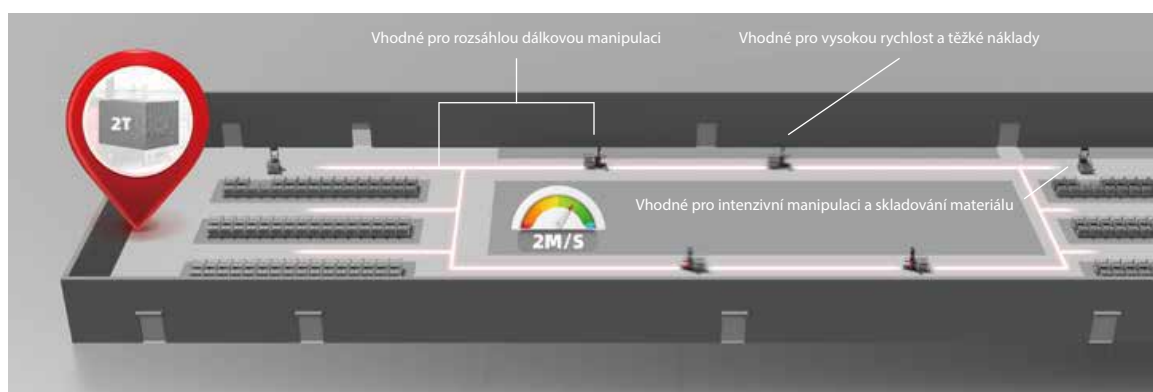 Vhodné pro rozsáhlou dálkovou manipulaci
Vhodné pro vysokou rychlost a těžké náklady
2T
Vhodné pro intenzivní manipulaci a skladování materiálu
2M/S